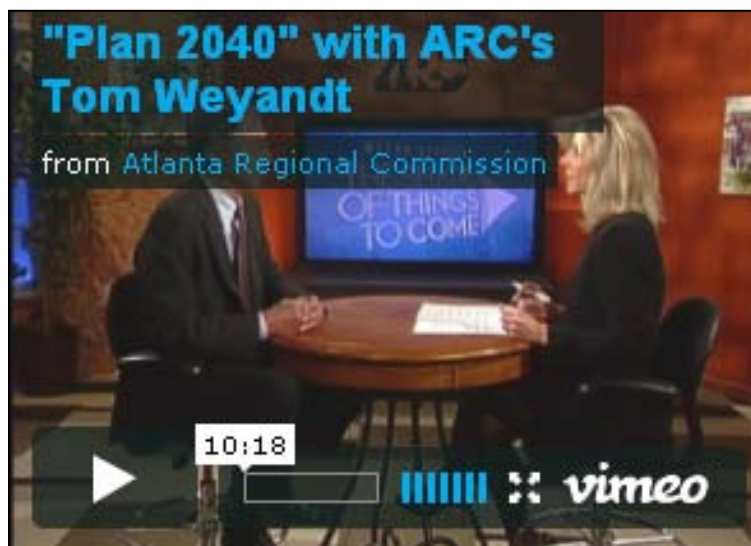 "Plan 2040" with ARC's
Tom Weyandt
from Atlanta Regional Commission
OF THINGS
TO COME
10:18
vimeo